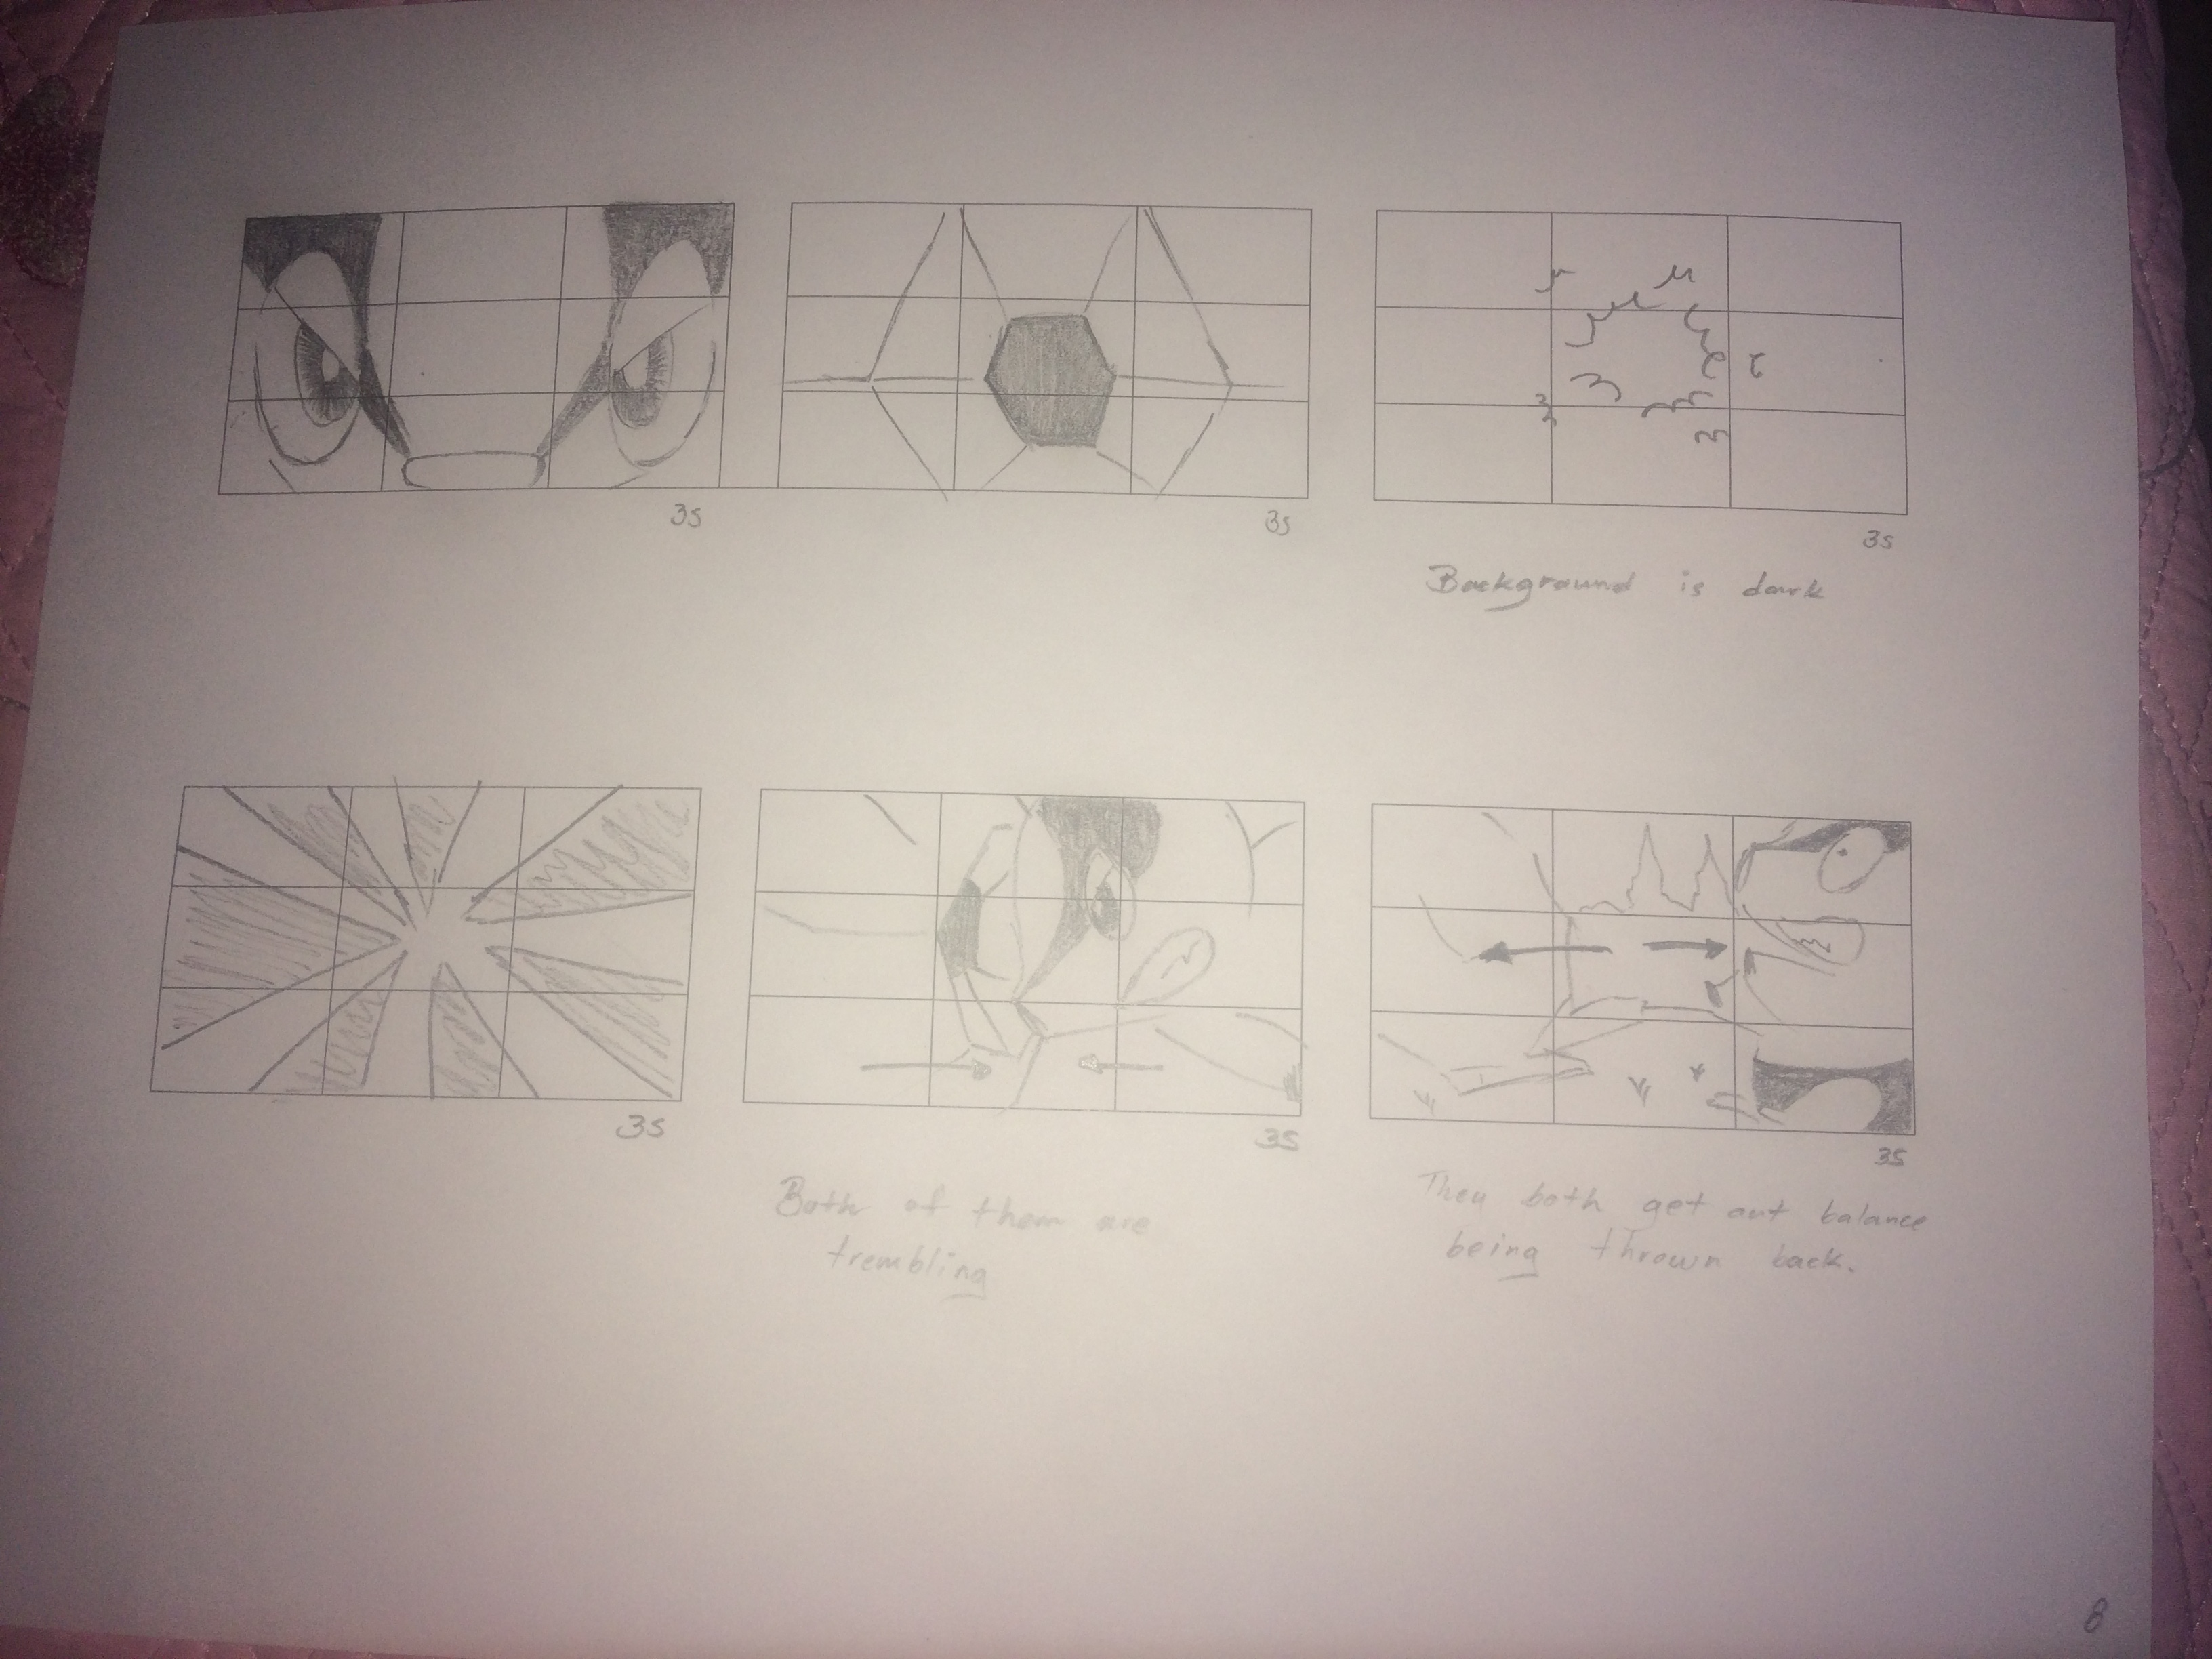 3s
3s
3s
Background is dark
3s
3s
3s
Both of them are
trembling
They both get out balance
being thrown back.
8